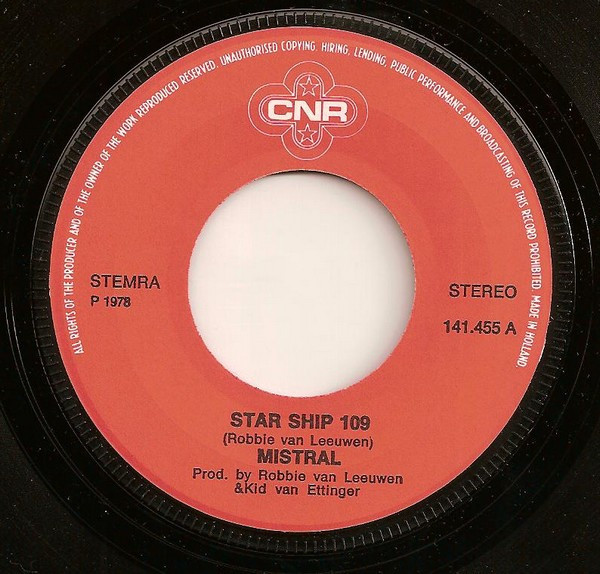 ALL RIGHTS OF THE PRODUCER AND OF THE OWNER OF THE WORK REPRODUCED RESERVED. UNAUTHORISED COPYING, HIRING, LENDING, PUBLIC PERFORMANCE AND BROADCASTING OF THIS RECORD PROHIBITED. MADE IN HOLLAND.
CNR
STEMRA
P 1978
STEREO
141.455 A
STAR SHIP 109
(Robbie van Leeuwen)
MISTRAL
Prod. by Robbie van Leeuwen
&Kid van Ettinger